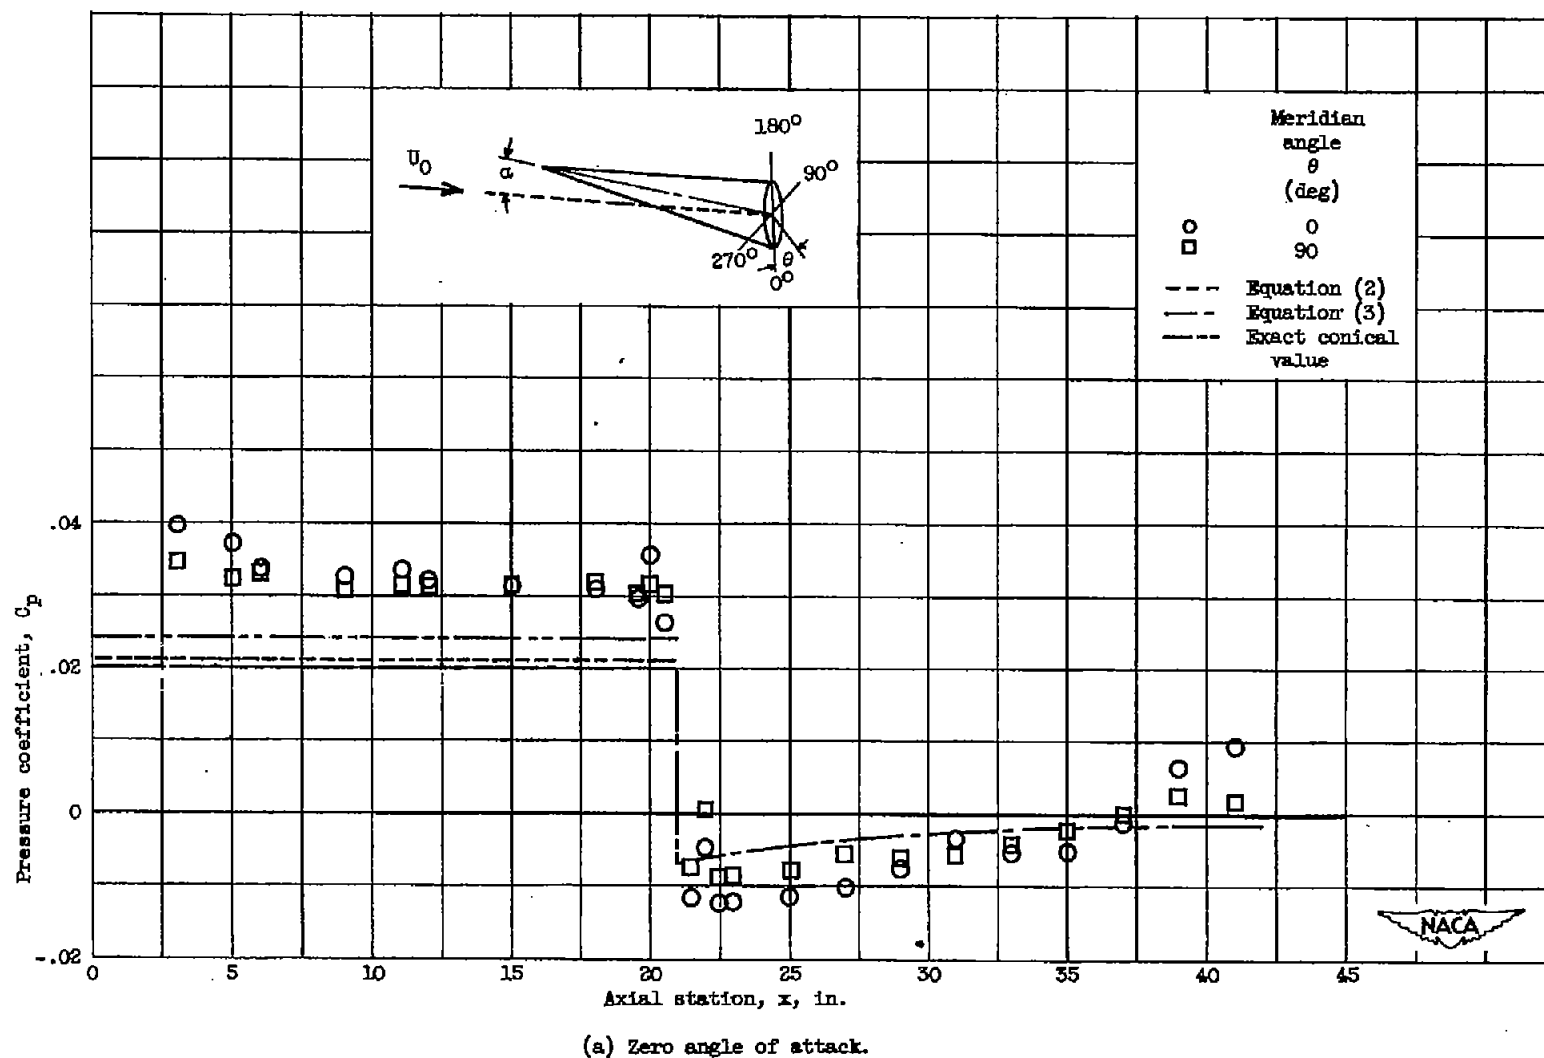 180°
U0
α
90°
270°
θ
0°
Meridian
angle
θ
(deg)
0
90
Equation (2)
Equation (3)
Exact conical
value
Pressure coefficient, Cp
.04
.02
0
-.02
0 5 10 15 20 25 30 35 40 45
Axial station, x, in.
NACA
(a) Zero angle of attack.